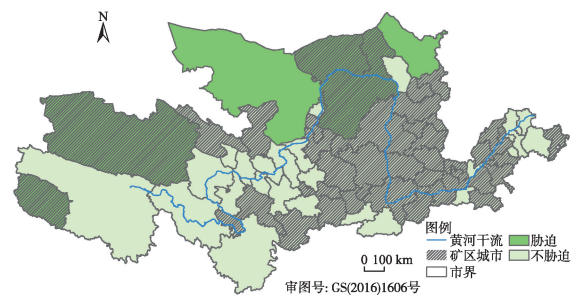 N
图例
黄河干流 胁迫
矿区城市 不胁迫
市界
0 100 km
审图号: GS(2016)1606号